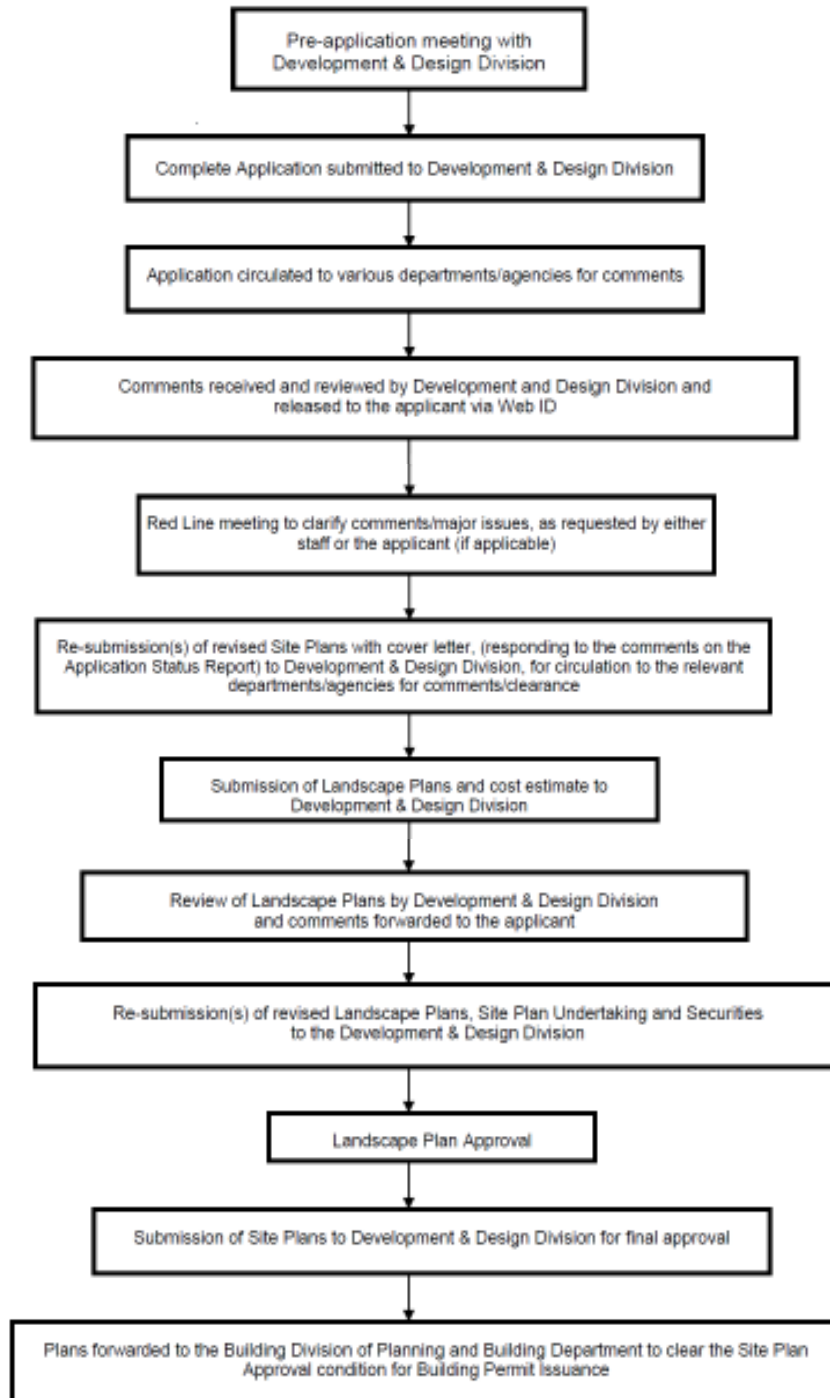 Pre-application meeting with
Development & Design Division
Complete Application submitted to Development & Design Division
Application circulated to various departments/agencies for comments
Comments received and reviewed by Development and Design Division and
released to the applicant via Web ID
Red Line meeting to clarify comments/major issues, as requested by either
staff or the applicant (if applicable)
Re-submission(s) of revised Site Plans with cover letter, (responding to the comments on the
Application Status Report) to Development & Design Division, for circulation to the relevant
departments/agencies for comments/clearance
Submission of Landscape Plans and cost estimate to
Development & Design Division
Review of Landscape Plans by Development & Design Division
and comments forwarded to the applicant
Re-submission(s) of revised Landscape Plans, Site Plan Undertaking and Securities
to the Development & Design Division
Landscape Plan Approval
Submission of Site Plans to Development & Design Division for final approval
Plans forwarded to the Building Division of Planning and Building Department to clear the Site Plan
Approval condition for Building Permit Issuance